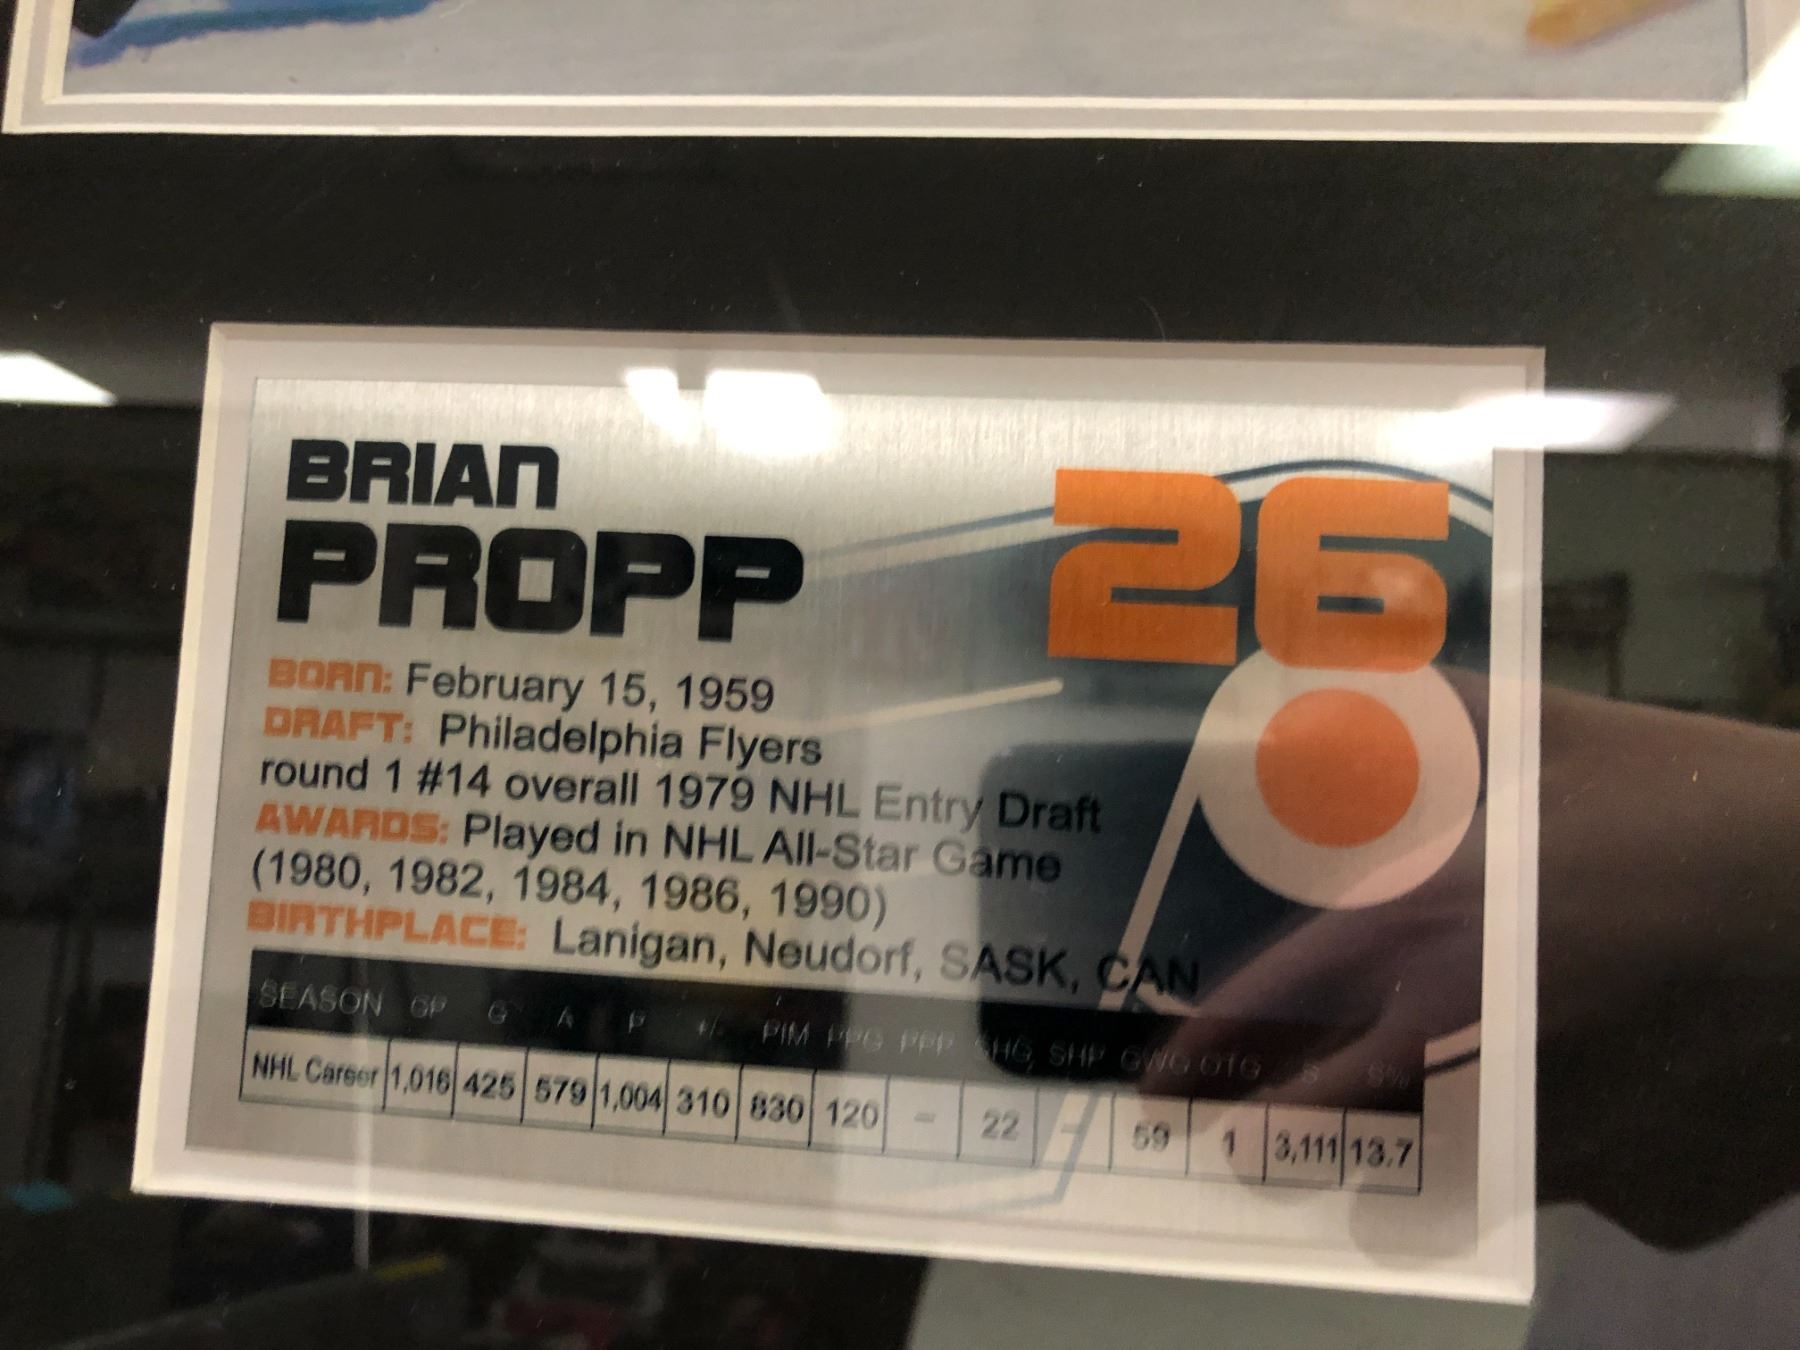 BRIAN
PROPP
26
BORN: February 15, 1959
DRAFT: Philadelphia Flyers
round 1 #14 overall 1979 NHL Entry Draft
AWARDS: Played in NHL All-Star Game
(1980, 1982, 1984, 1986, 1990)
BIRTHPLACE: Lanigan, Neudorf, SASK, CAN
SEASON GP G A P +/- PIM PPG PPP SHG SHP GWG OTG S S%
NHL Career 1,016 425 579 1,004 310 830 120 – 22 – 59 1 3,111 13.7